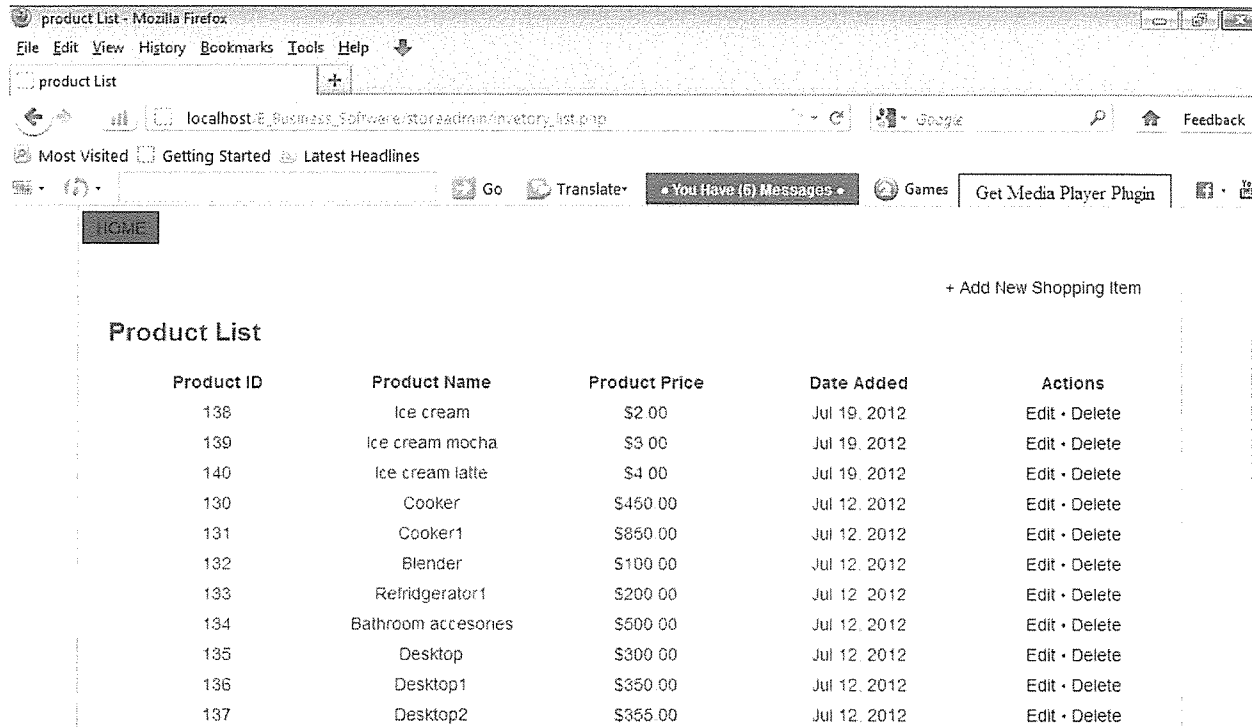 product List - Mozilla Firefox
File Edit View History Bookmarks Tools Help
product List +
localhost/E_Business_Software/storeadmin/invetory_list.php Google Feedback
Most Visited Getting Started Latest Headlines
Go Translate • You Have (6) Messages • Games Get Media Player Plugin
HOME
+ Add New Shopping Item
Product List
Product ID Product Name Product Price Date Added Actions
138 Ice cream $2.00 Jul 19, 2012 Edit • Delete
139 Ice cream mocha $3.00 Jul 19, 2012 Edit • Delete
140 Ice cream latte $4.00 Jul 19, 2012 Edit • Delete
130 Cooker $450.00 Jul 12, 2012 Edit • Delete
131 Cooker1 $850.00 Jul 12, 2012 Edit • Delete
132 Blender $100.00 Jul 12, 2012 Edit • Delete
133 Refridgerator1 $200.00 Jul 12, 2012 Edit • Delete
134 Bathroom accesories $500.00 Jul 12, 2012 Edit • Delete
135 Desktop $300.00 Jul 12, 2012 Edit • Delete
136 Desktop1 $350.00 Jul 12, 2012 Edit • Delete
137 Desktop2 $355.00 Jul 12, 2012 Edit • Delete